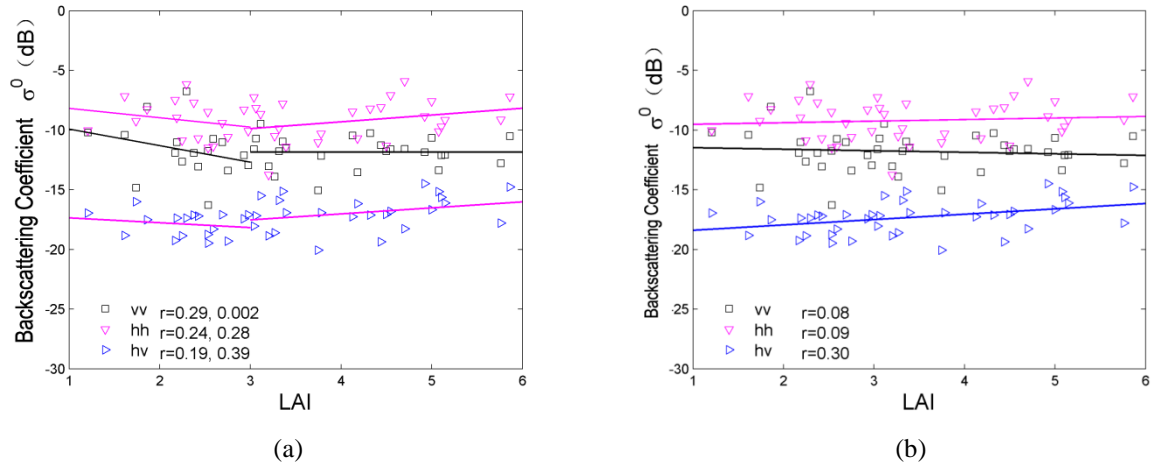 0
-5
-10
-15
-20
-25
-30
1 2 3 4 5 6
Backscattering Coefficient σ⁰ (dB)
LAI
vv r=0.29, 0.002
hh r=0.24, 0.28
hv r=0.19, 0.39
(a)
0
-5
-10
-15
-20
-25
-30
1 2 3 4 5 6
Backscattering Coefficient σ⁰ (dB)
LAI
vv r=0.08
hh r=0.09
hv r=0.30
(b)